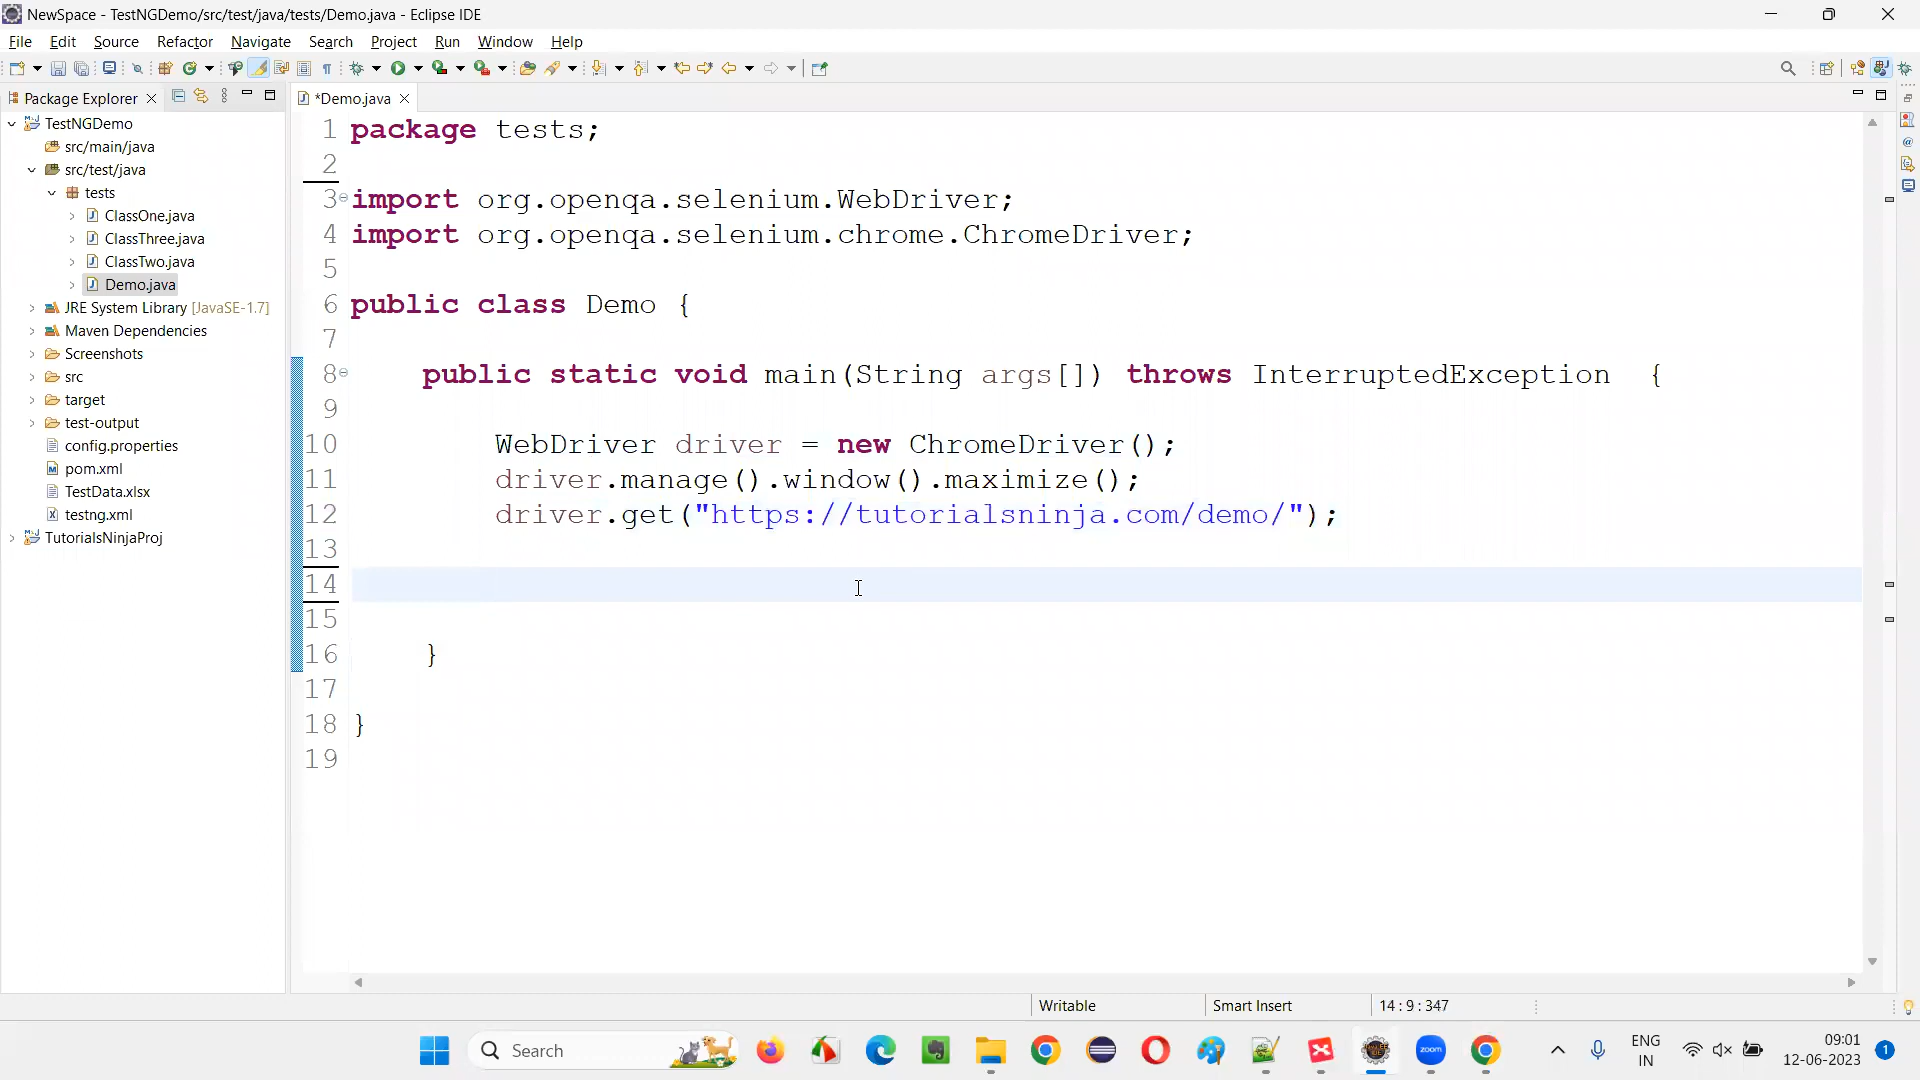 NewSpace - TestNGDemo/src/test/java/tests/Demo.java - Eclipse IDE
File Edit Source Refactor Navigate Search Project Run Window Help
Package Explorer
*Demo.java
TestNGDemo
src/main/java
src/test/java
tests
ClassOne.java
ClassThree.java
ClassTwo.java
Demo.java
JRE System Library [JavaSE-1.7]
Maven Dependencies
Screenshots
src
target
test-output
config.properties
pom.xml
TestData.xlsx
testng.xml
TutorialsNinjaProj
1 package tests;
2
3 import org.openqa.selenium.WebDriver;
4 import org.openqa.selenium.chrome.ChromeDriver;
5
6 public class Demo {
7
8 public static void main(String args[]) throws InterruptedException {
9
10 WebDriver driver = new ChromeDriver();
11 driver.manage().window().maximize();
12 driver.get("https://tutorialsninja.com/demo/");
13
14
15
16 }
17
18 }
19
Writable Smart Insert 14 : 9 : 347
Search
zoom
ENG
IN
09:01
12-06-2023
1